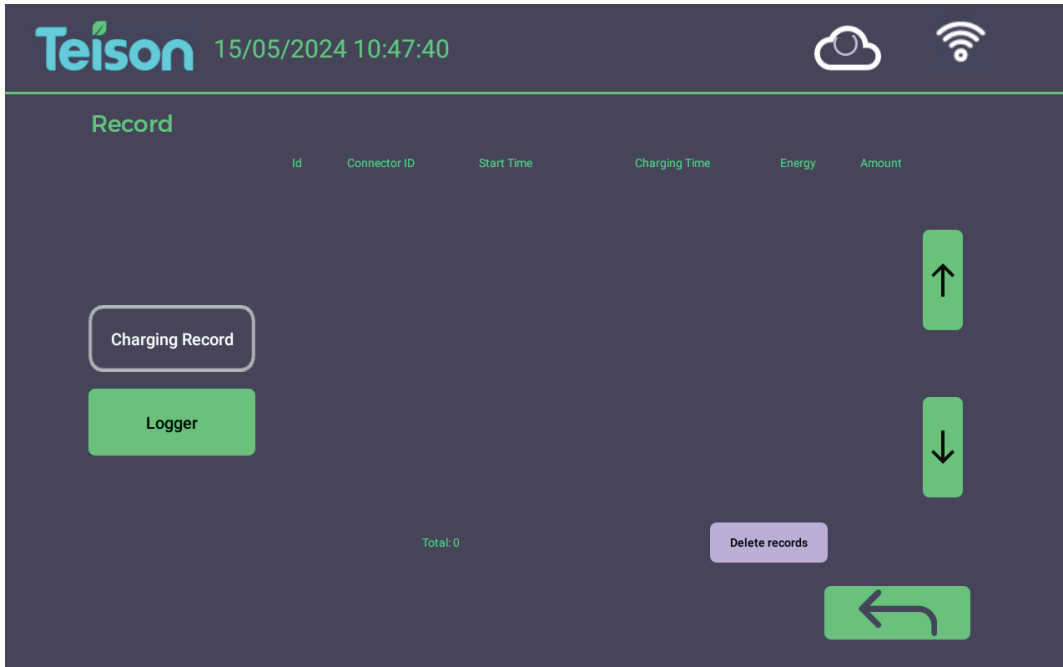 Teison 15/05/2024 10:47:40
Record
Id Connector ID Start Time Charging Time Energy Amount
Charging Record
Logger
Total: 0 Delete records